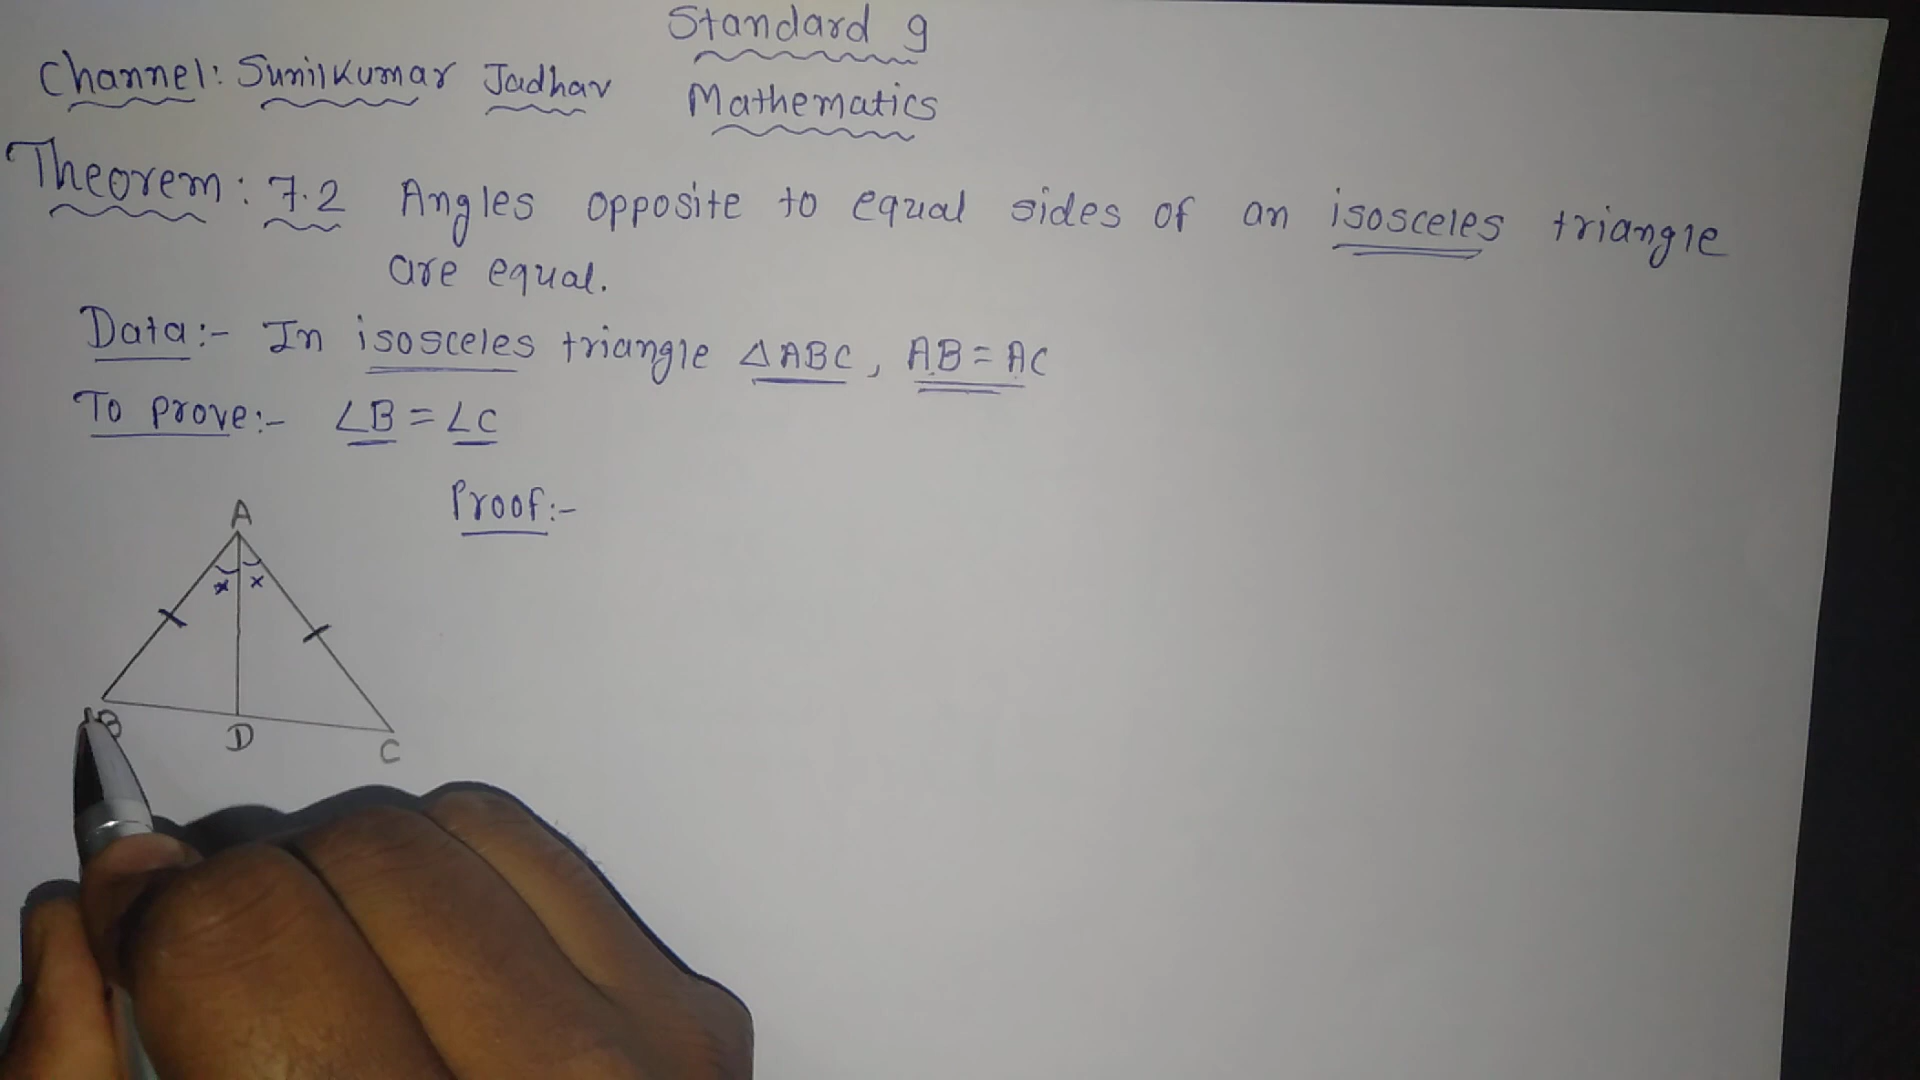 Standard 9
Channel: Sunilkumar Jadhav
Mathematics
Theorem: 7.2 Angles opposite to equal sides of an isosceles triangle
are equal.
Data:- In isosceles triangle △ABC, AB = AC
To prove:- ∠B = ∠C
Proof:-
A
x x
B D C